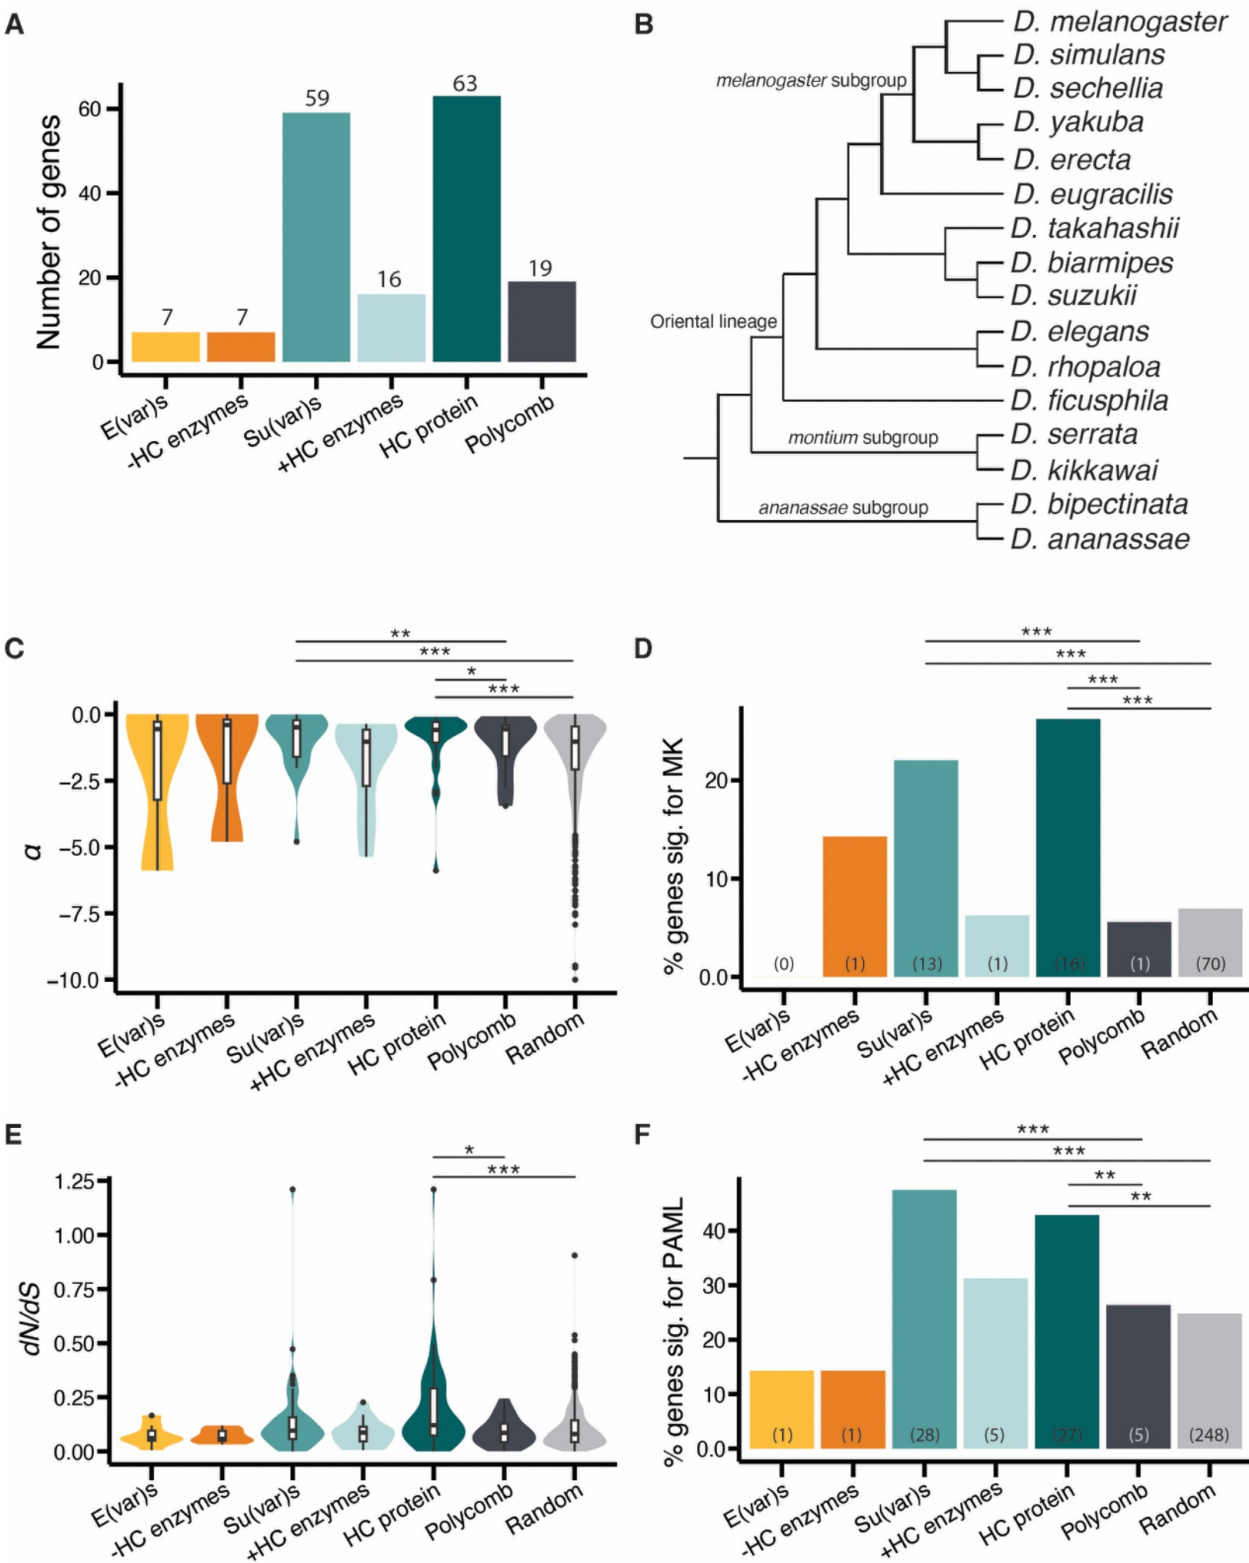 A
Number of genes
60
40
20
0
7
7
59
16
63
19
E(var)s
-HC enzymes
Su(var)s
+HC enzymes
HC protein
Polycomb
B
D. melanogaster
D. simulans
D. sechellia
D. yakuba
D. erecta
D. eugracilis
D. takahashii
D. biarmipes
D. suzukii
D. elegans
D. rhopaloa
D. ficusphila
D. serrata
D. kikkawai
D. bipectinata
D. ananassae
melanogaster subgroup
Oriental lineage
montium subgroup
ananassae subgroup
C
**
***
*
***
α
0.0
−2.5
−5.0
−7.5
−10.0
E(var)s
-HC enzymes
Su(var)s
+HC enzymes
HC protein
Polycomb
Random
D
***
***
***
***
% genes sig. for MK
20
10
0.0
(0)
(1)
(13)
(1)
(16)
(1)
(70)
E(var)s
-HC enzymes
Su(var)s
+HC enzymes
HC protein
Polycomb
Random
E
*
***
dN/dS
1.25
1.00
0.75
0.50
0.25
0.00
E(var)s
-HC enzymes
Su(var)s
+HC enzymes
HC protein
Polycomb
Random
F
***
***
**
**
% genes sig. for PAML
40
30
20
10
0.0
(1)
(1)
(28)
(5)
(27)
(5)
(248)
E(var)s
-HC enzymes
Su(var)s
+HC enzymes
HC protein
Polycomb
Random